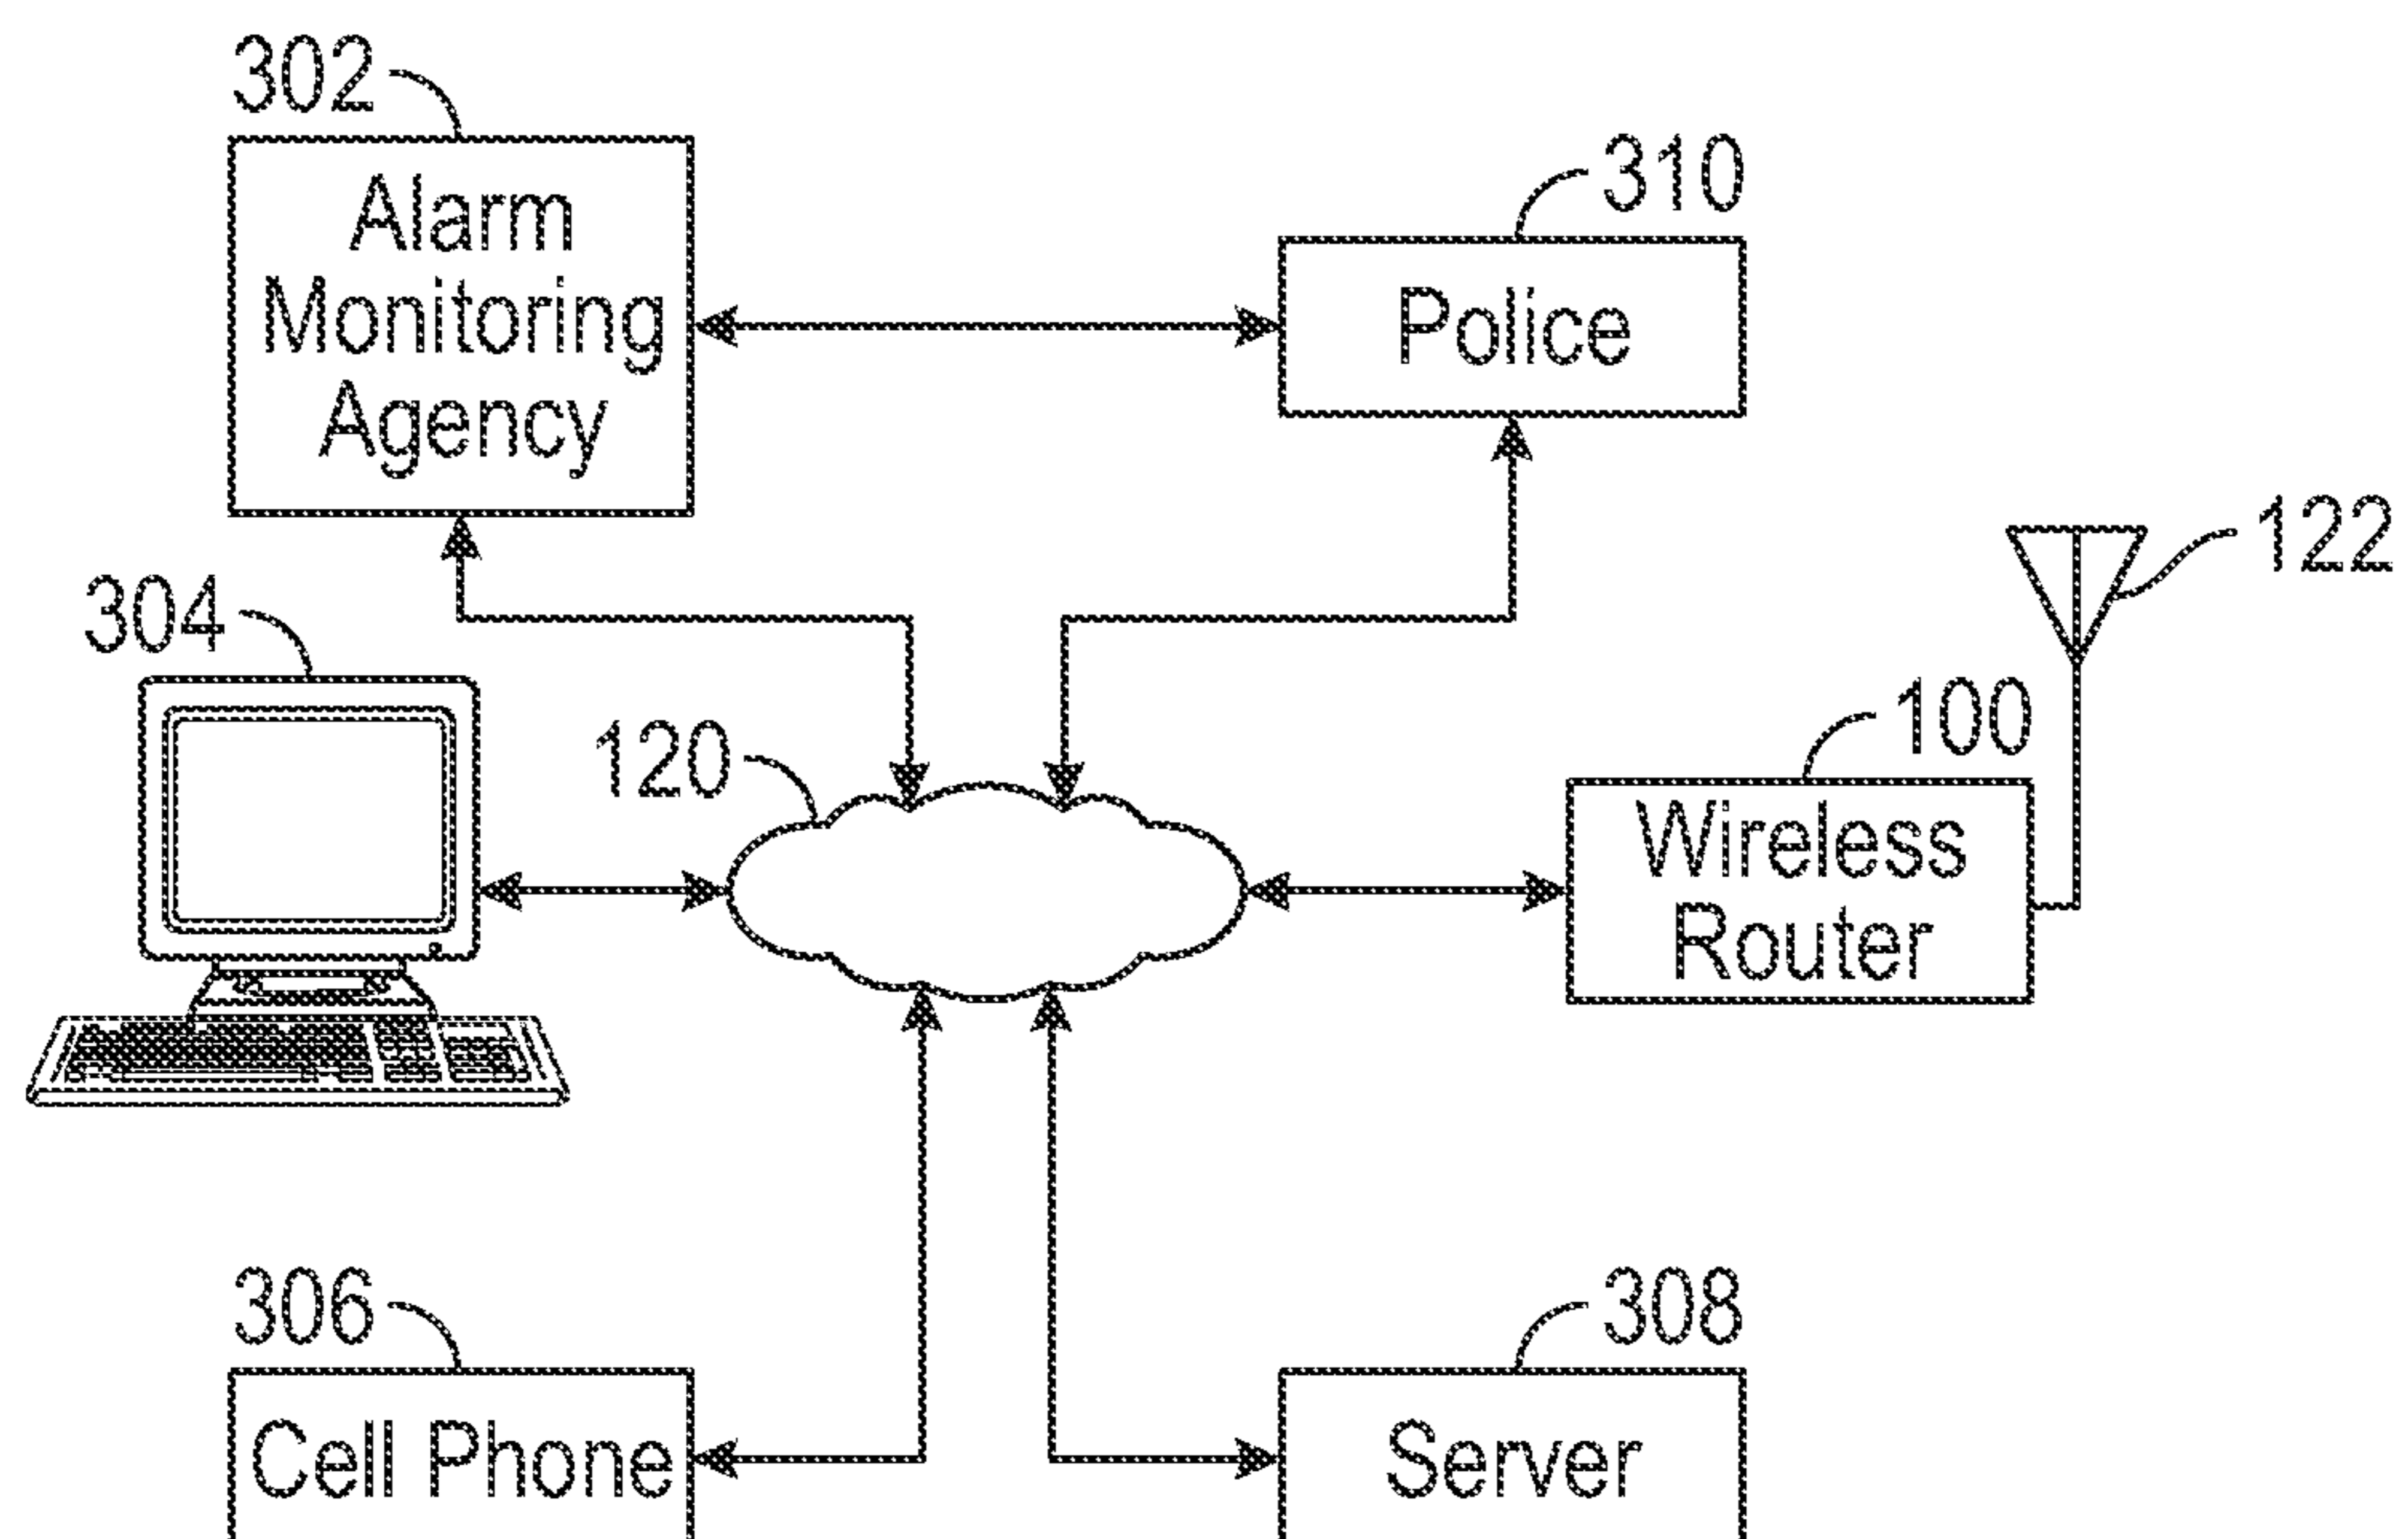 302
Alarm
Monitoring
Agency
310
Police
122
304
120
100
Wireless
Router
306
Cell Phone
308
Server